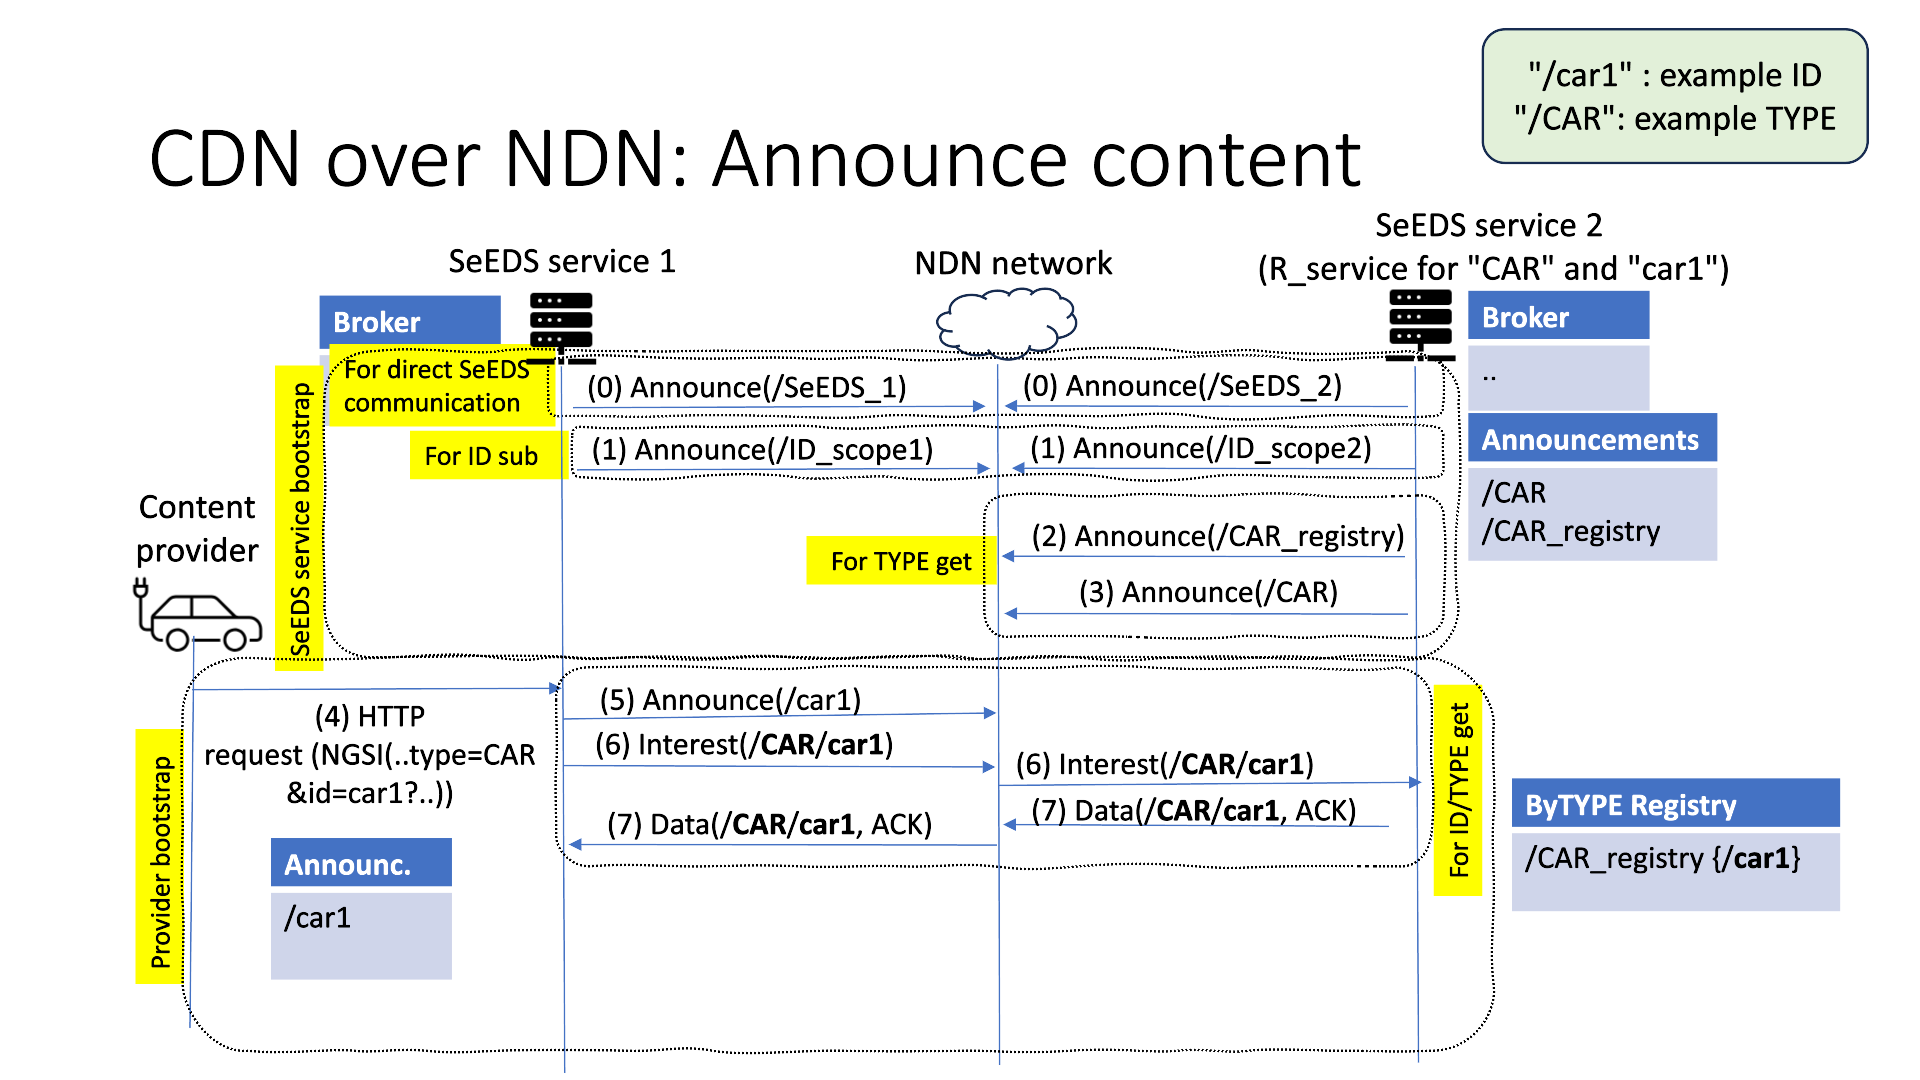 "/car1" : example ID
"/CAR": example TYPE
CDN over NDN: Announce content
SeEDS service 1
NDN network
SeEDS service 2
(R_service for "CAR" and "car1")
Broker
For direct SeEDS
communication
(0) Announce(/SeEDS_1)
(0) Announce(/SeEDS_2)
Broker
..
For ID sub
(1) Announce(/ID_scope1)
(1) Announce(/ID_scope2)
Announcements
/CAR
/CAR_registry
SeEDS service bootstrap
Content
provider
For TYPE get
(2) Announce(/CAR_registry)
(3) Announce(/CAR)
Provider bootstrap
(4) HTTP
request (NGSI(..type=CAR
&id=car1?..))
(5) Announce(/car1)
(6) Interest(/CAR/car1)
(6) Interest(/CAR/car1)
(7) Data(/CAR/car1, ACK)
(7) Data(/CAR/car1, ACK)
For ID/TYPE get
Announc.
/car1
ByTYPE Registry
/CAR_registry {/car1}